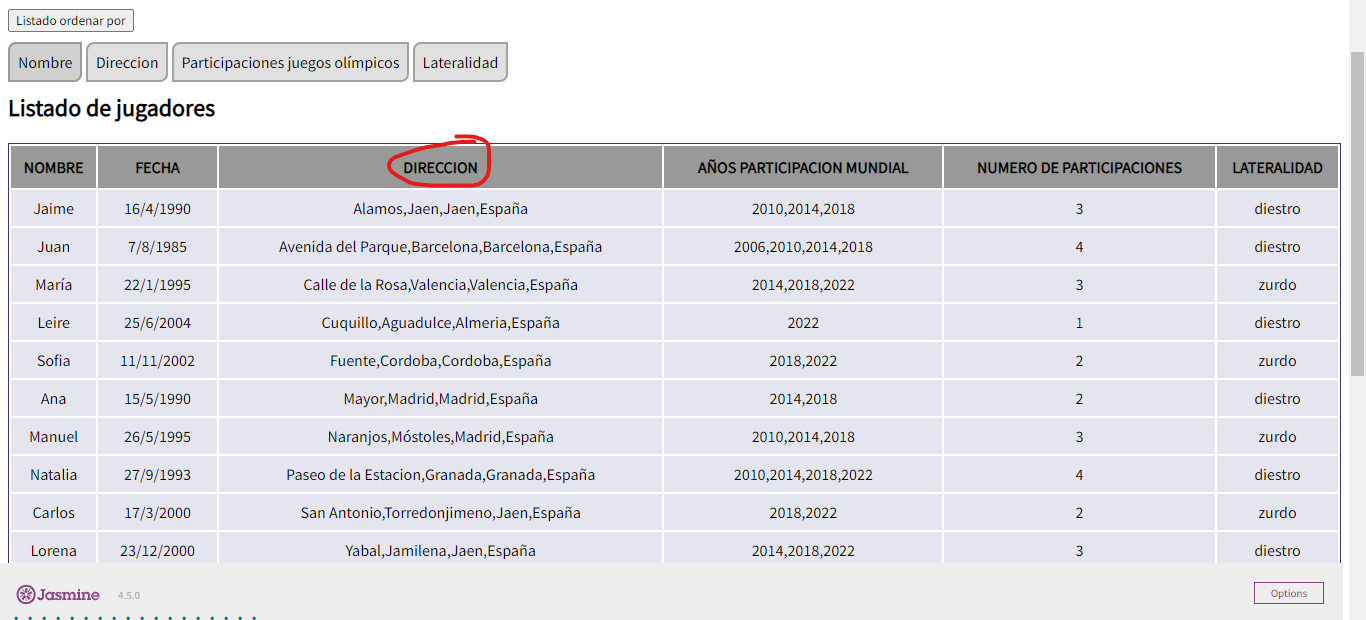 Listado ordenar por
Nombre Direccion Participaciones juegos olímpicos Lateralidad
Listado de jugadores
NOMBRE FECHA DIRECCION AÑOS PARTICIPACION MUNDIAL NUMERO DE PARTICIPACIONES LATERALIDAD
Jaime 16/4/1990 Alamos,Jaen,Jaen,España 2010,2014,2018 3 diestro
Juan 7/8/1985 Avenida del Parque,Barcelona,Barcelona,España 2006,2010,2014,2018 4 diestro
María 22/1/1995 Calle de la Rosa,Valencia,Valencia,España 2014,2018,2022 3 zurdo
Leire 25/6/2004 Cuquillo,Aguadulce,Almeria,España 2022 1 diestro
Sofia 11/11/2002 Fuente,Cordoba,Cordoba,España 2018,2022 2 zurdo
Ana 15/5/1990 Mayor,Madrid,Madrid,España 2014,2018 2 diestro
Manuel 26/5/1995 Naranjos,Móstoles,Madrid,España 2010,2014,2018 3 zurdo
Natalia 27/9/1993 Paseo de la Estacion,Granada,Granada,España 2010,2014,2018,2022 4 diestro
Carlos 17/3/2000 San Antonio,Torredonjimeno,Jaen,España 2018,2022 2 zurdo
Lorena 23/12/2000 Yabal,Jamilena,Jaen,España 2014,2018,2022 3 diestro
Jasmine 4.5.0 Options